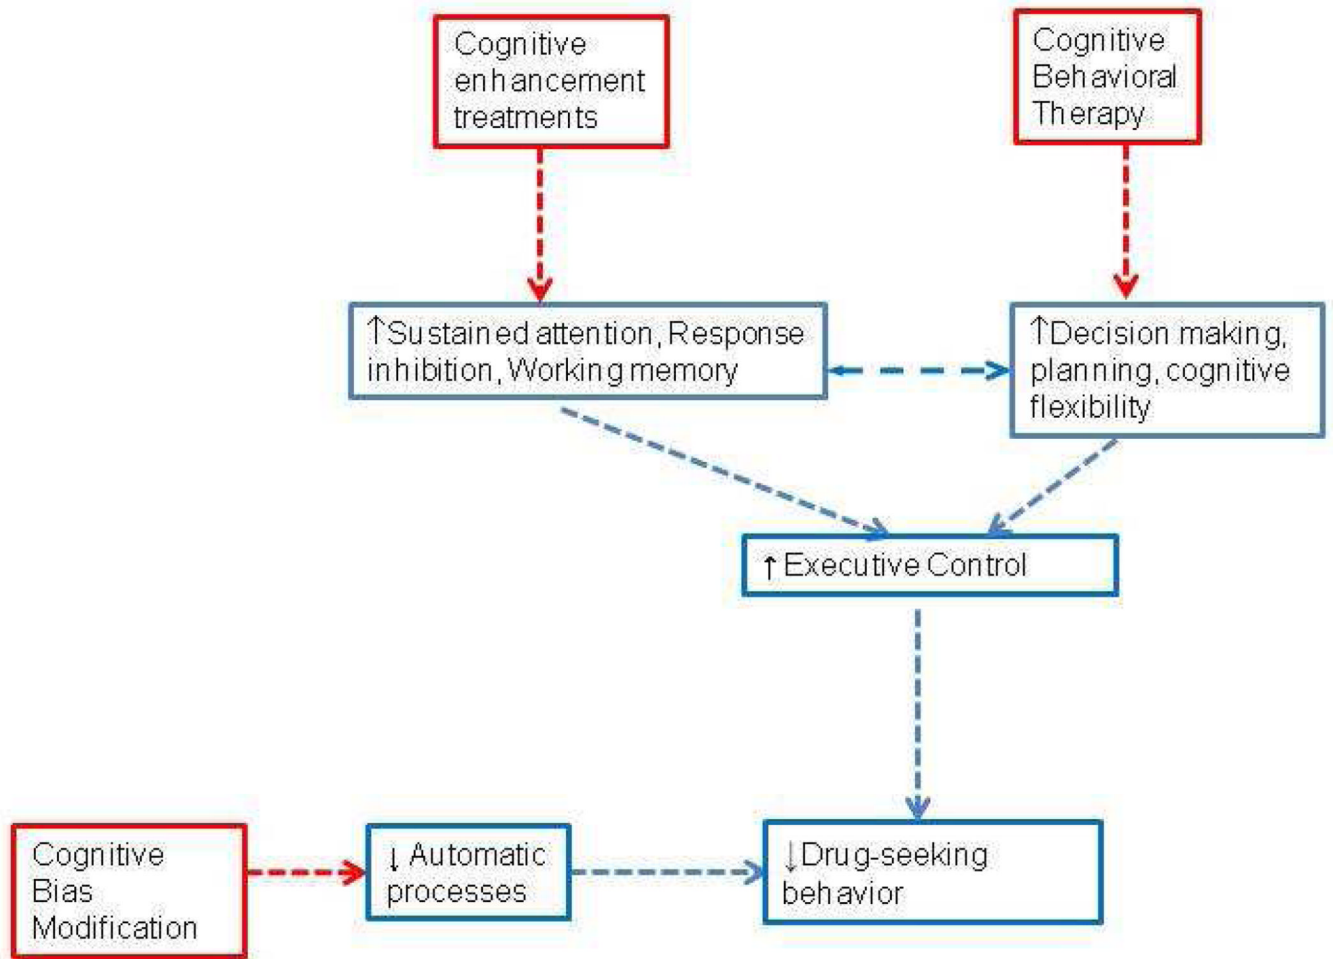 Cognitive
enhancement
treatments
Cognitive
Behavioral
Therapy
↑Sustained attention, Response
inhibition, Working memory
↑Decision making,
planning, cognitive
flexibility
↑ Executive Control
Cognitive
Bias
Modification
↓ Automatic
processes
↓Drug-seeking
behavior